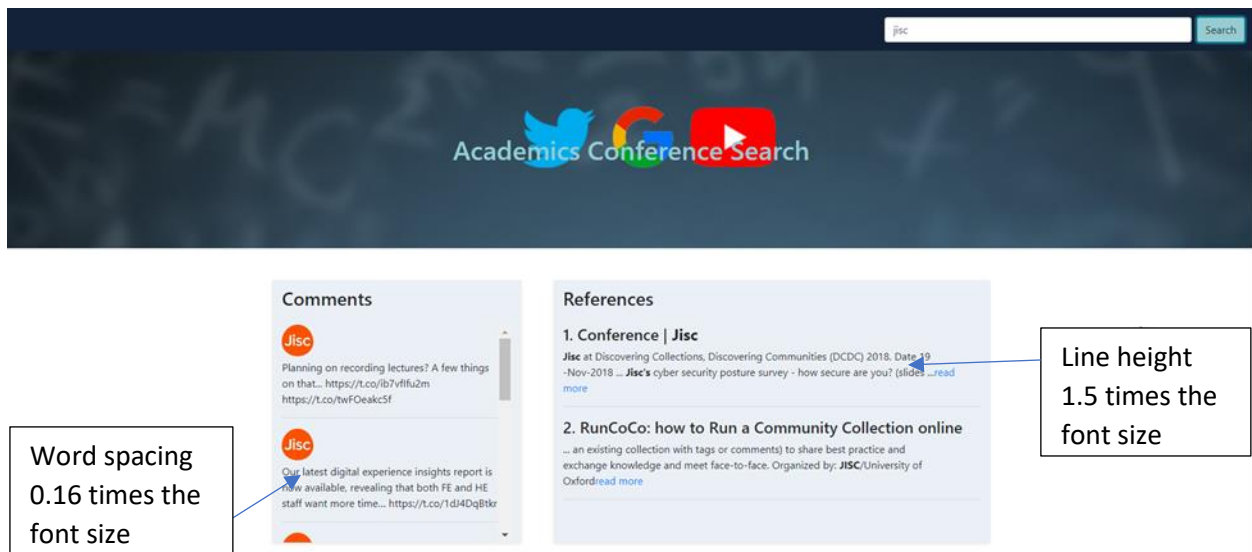 jisc
Search
Academics Conference Search
Comments
Jisc
Planning on recording lectures? A few things
on that... https://t.co/ib7vflfu2m
https://t.co/twFOeakc5f
Jisc
Our latest digital experience insights report is
now available, revealing that both FE and HE
staff want more time... https://t.co/1dJ4DqBtkr
References
1. Conference | Jisc
Jisc at Discovering Collections, Discovering Communities (DCDC) 2018. Date 19
-Nov-2018 ... Jisc's cyber security posture survey - how secure are you? (slides ...read
more
2. RunCoCo: how to Run a Community Collection online
... an existing collection with tags or comments) to share best practice and
exchange knowledge and meet face-to-face. Organized by: JISC/University of
Oxfordread more
Line height
1.5 times the
font size
Word spacing
0.16 times the
font size